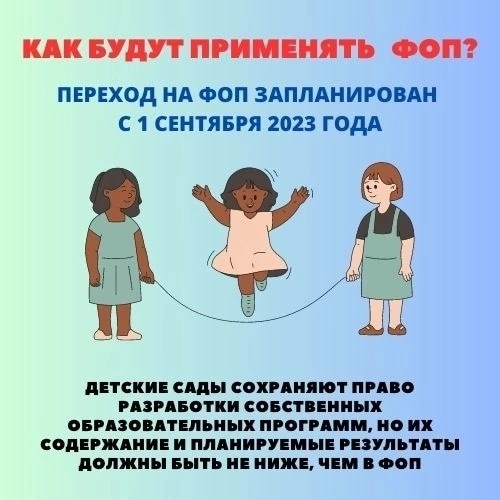 КАК БУДУТ ПРИМЕНЯТЬ ФОП?
ПЕРЕХОД НА ФОП ЗАПЛАНИРОВАН
С 1 СЕНТЯБРЯ 2023 ГОДА
ДЕТСКИЕ САДЫ СОХРАНЯЮТ ПРАВО
РАЗРАБОТКИ СОБСТВЕННЫХ
ОБРАЗОВАТЕЛЬНЫХ ПРОГРАММ, НО ИХ
СОДЕРЖАНИЕ И ПЛАНИРУЕМЫЕ РЕЗУЛЬТАТЫ
ДОЛЖНЫ БЫТЬ НЕ НИЖЕ, ЧЕМ В ФОП